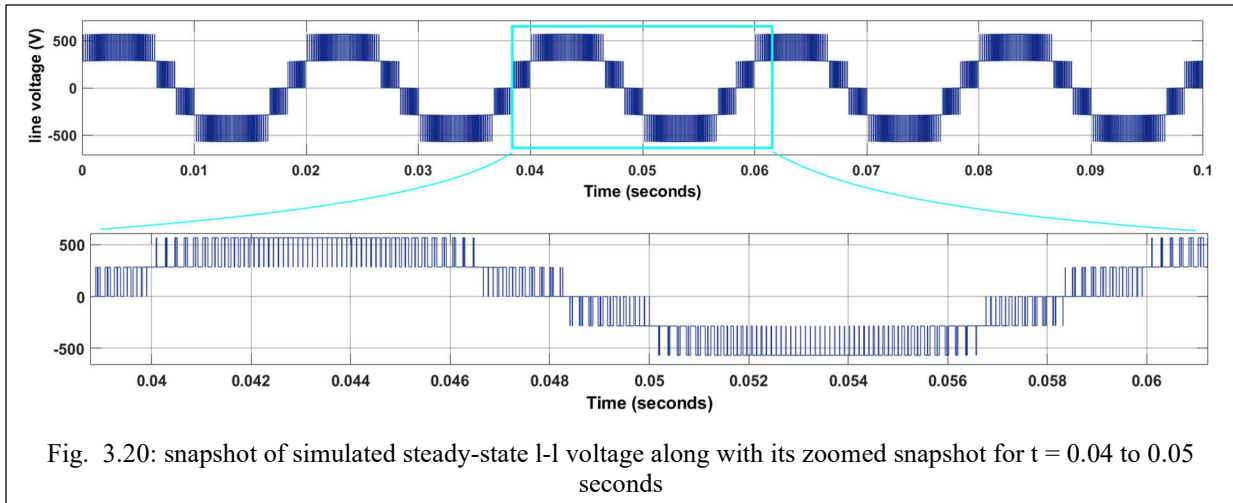 line voltage (V)
500
0
-500
0 0.01 0.02 0.03 0.04 0.05 0.06 0.07 0.08 0.09 0.1
Time (seconds)
500
0
-500
0.04 0.042 0.044 0.046 0.048 0.05 0.052 0.054 0.056 0.058 0.06
Time (seconds)
Fig. 3.20: snapshot of simulated steady-state l-l voltage along with its zoomed snapshot for t = 0.04 to 0.05
seconds